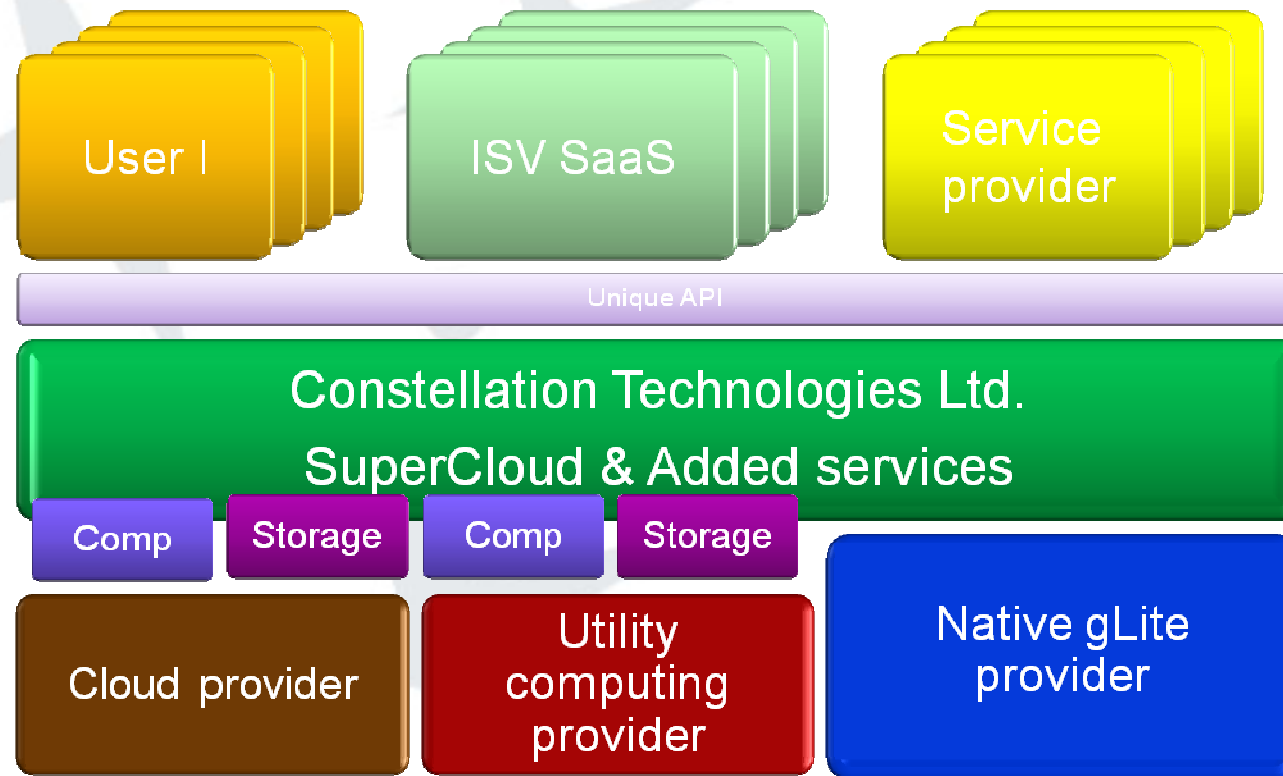 User I
ISV SaaS
Service
provider
Unique API
Constellation Technologies Ltd.
SuperCloud & Added services
Comp
Storage
Comp
Storage
Cloud provider
Utility
computing
provider
Native gLite
provider